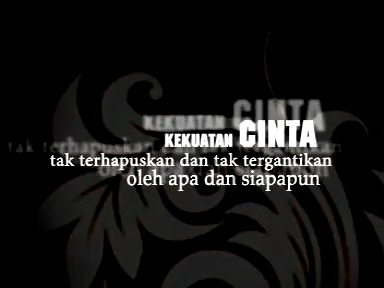 KEKUATAN CINTA
tak terhapuskan dan tak tergantikan
oleh apa dan siapapun